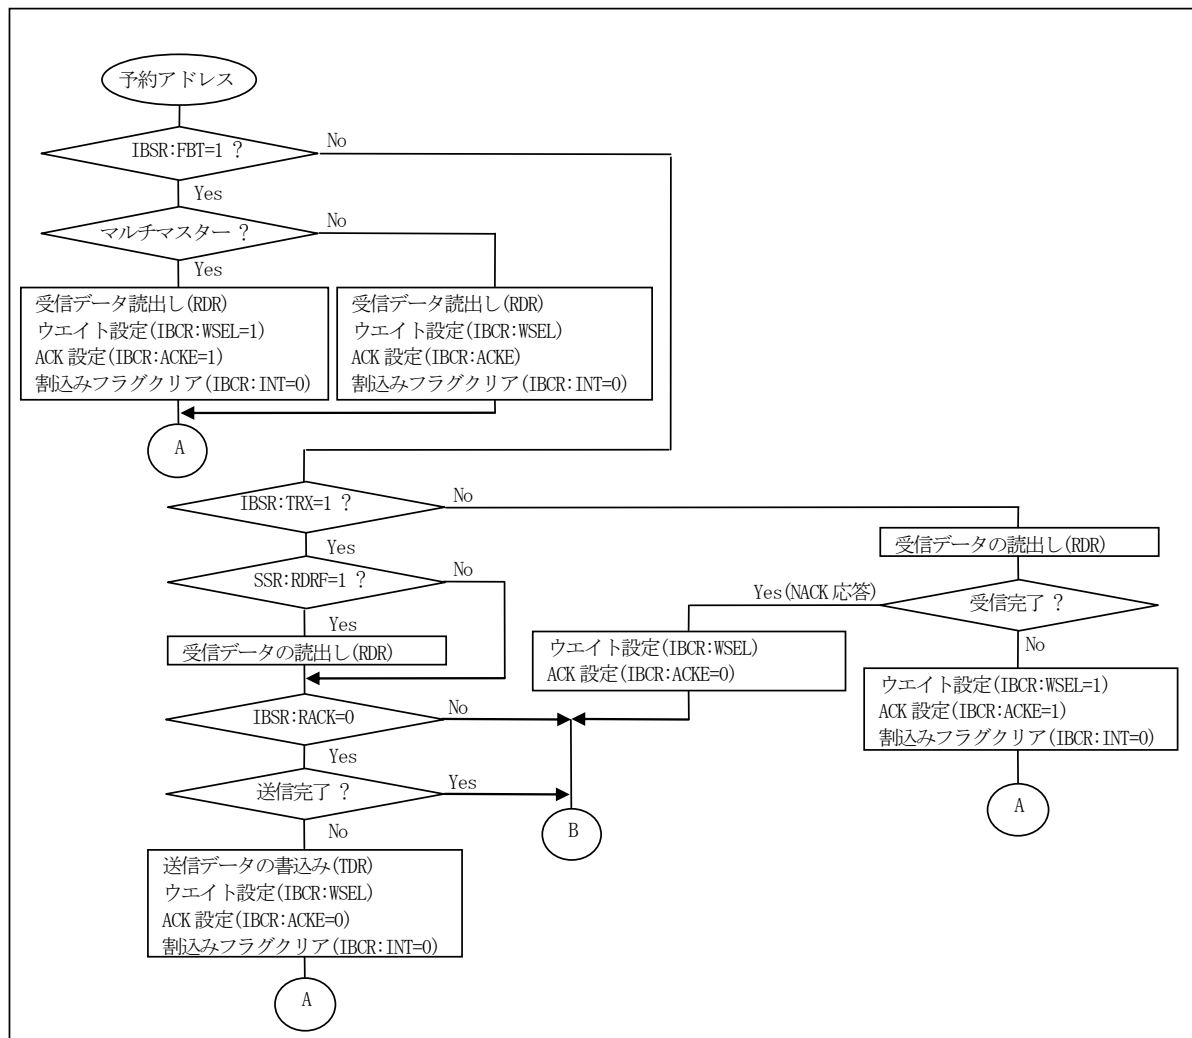 予約アドレス
No
IBSR:FBT=1 ?
Yes
No
マルチマスター ?
Yes
受信データ読出し(RDR)
ウエイト設定(IBCR:WSEL=1)
ACK 設定(IBCR:ACKE=1)
割込みフラグクリア(IBCR:INT=0)
受信データ読出し(RDR)
ウエイト設定(IBCR:WSEL)
ACK 設定(IBCR:ACKE)
割込みフラグクリア(IBCR:INT=0)
A
IBSR:TRX=1 ?
No
Yes
受信データの読出し(RDR)
SSR:RDRF=1 ?
No
Yes(NACK 応答)
受信完了 ?
Yes
No
受信データの読出し(RDR)
ウエイト設定(IBCR:WSEL)
ACK 設定(IBCR:ACKE=0)
ウエイト設定(IBCR:WSEL=1)
ACK 設定(IBCR:ACKE=1)
割込みフラグクリア(IBCR:INT=0)
IBSR:RACK=0
No
Yes
送信完了 ?
Yes
A
B
No
送信データの書込み(TDR)
ウエイト設定(IBCR:WSEL)
ACK 設定(IBCR:ACKE=0)
割込みフラグクリア(IBCR:INT=0)
A